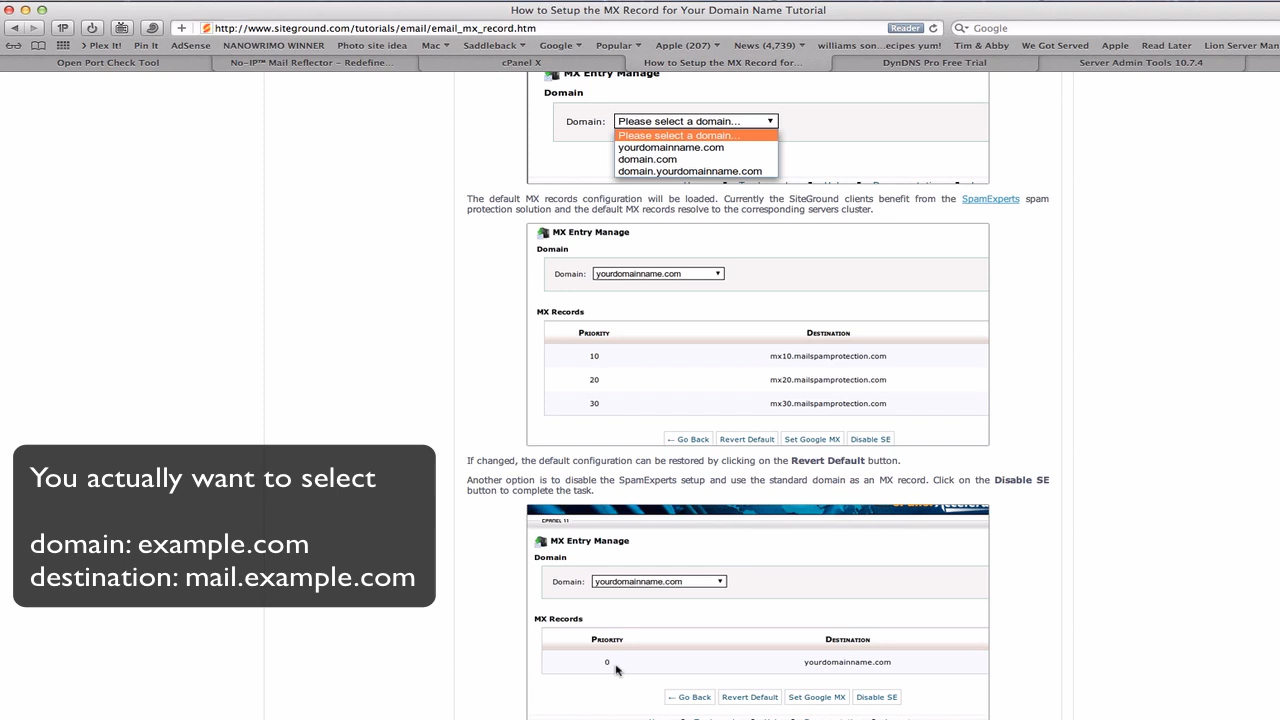 How to Setup the MX Record for Your Domain Name Tutorial
1P
http://www.siteground.com/tutorials/email/email_mx_record.htm
Reader
Google
> Plex It! Pin It AdSense NANOWRIMO WINNER Photo site idea Mac Saddleback Google Popular Apple (207) News (4,739) williams son...ecipes yum! Tim & Abby We Got Served Apple Read Later Lion Server Man
Open Port Check Tool No-IP™ Mail Reflector – Redefine... cPanel X How to Setup the MX Record for... DynDNS Pro Free Trial Server Admin Tools 10.7.4
MX Entry Manage
Domain
Domain: Please select a domain...
Please select a domain...
yourdomainname.com
domain.com
domain.yourdomainname.com
The default MX records configuration will be loaded. Currently the SiteGround clients benefit from the SpamExperts spam
protection solution and the default MX records resolve to the corresponding servers cluster.
MX Entry Manage
Domain
Domain: yourdomainname.com
MX Records
PRIORITY DESTINATION
10 mx10.mailspamprotection.com
20 mx20.mailspamprotection.com
30 mx30.mailspamprotection.com
← Go Back Revert Default Set Google MX Disable SE
If changed, the default configuration can be restored by clicking on the Revert Default button.
Another option is to disable the SpamExperts setup and use the standard domain as an MX record. Click on the Disable SE
button to complete the task.
CPANEL 11
MX Entry Manage
Domain
Domain: yourdomainname.com
MX Records
PRIORITY DESTINATION
0 yourdomainname.com
← Go Back Revert Default Set Google MX Disable SE
You actually want to select
domain: example.com
destination: mail.example.com